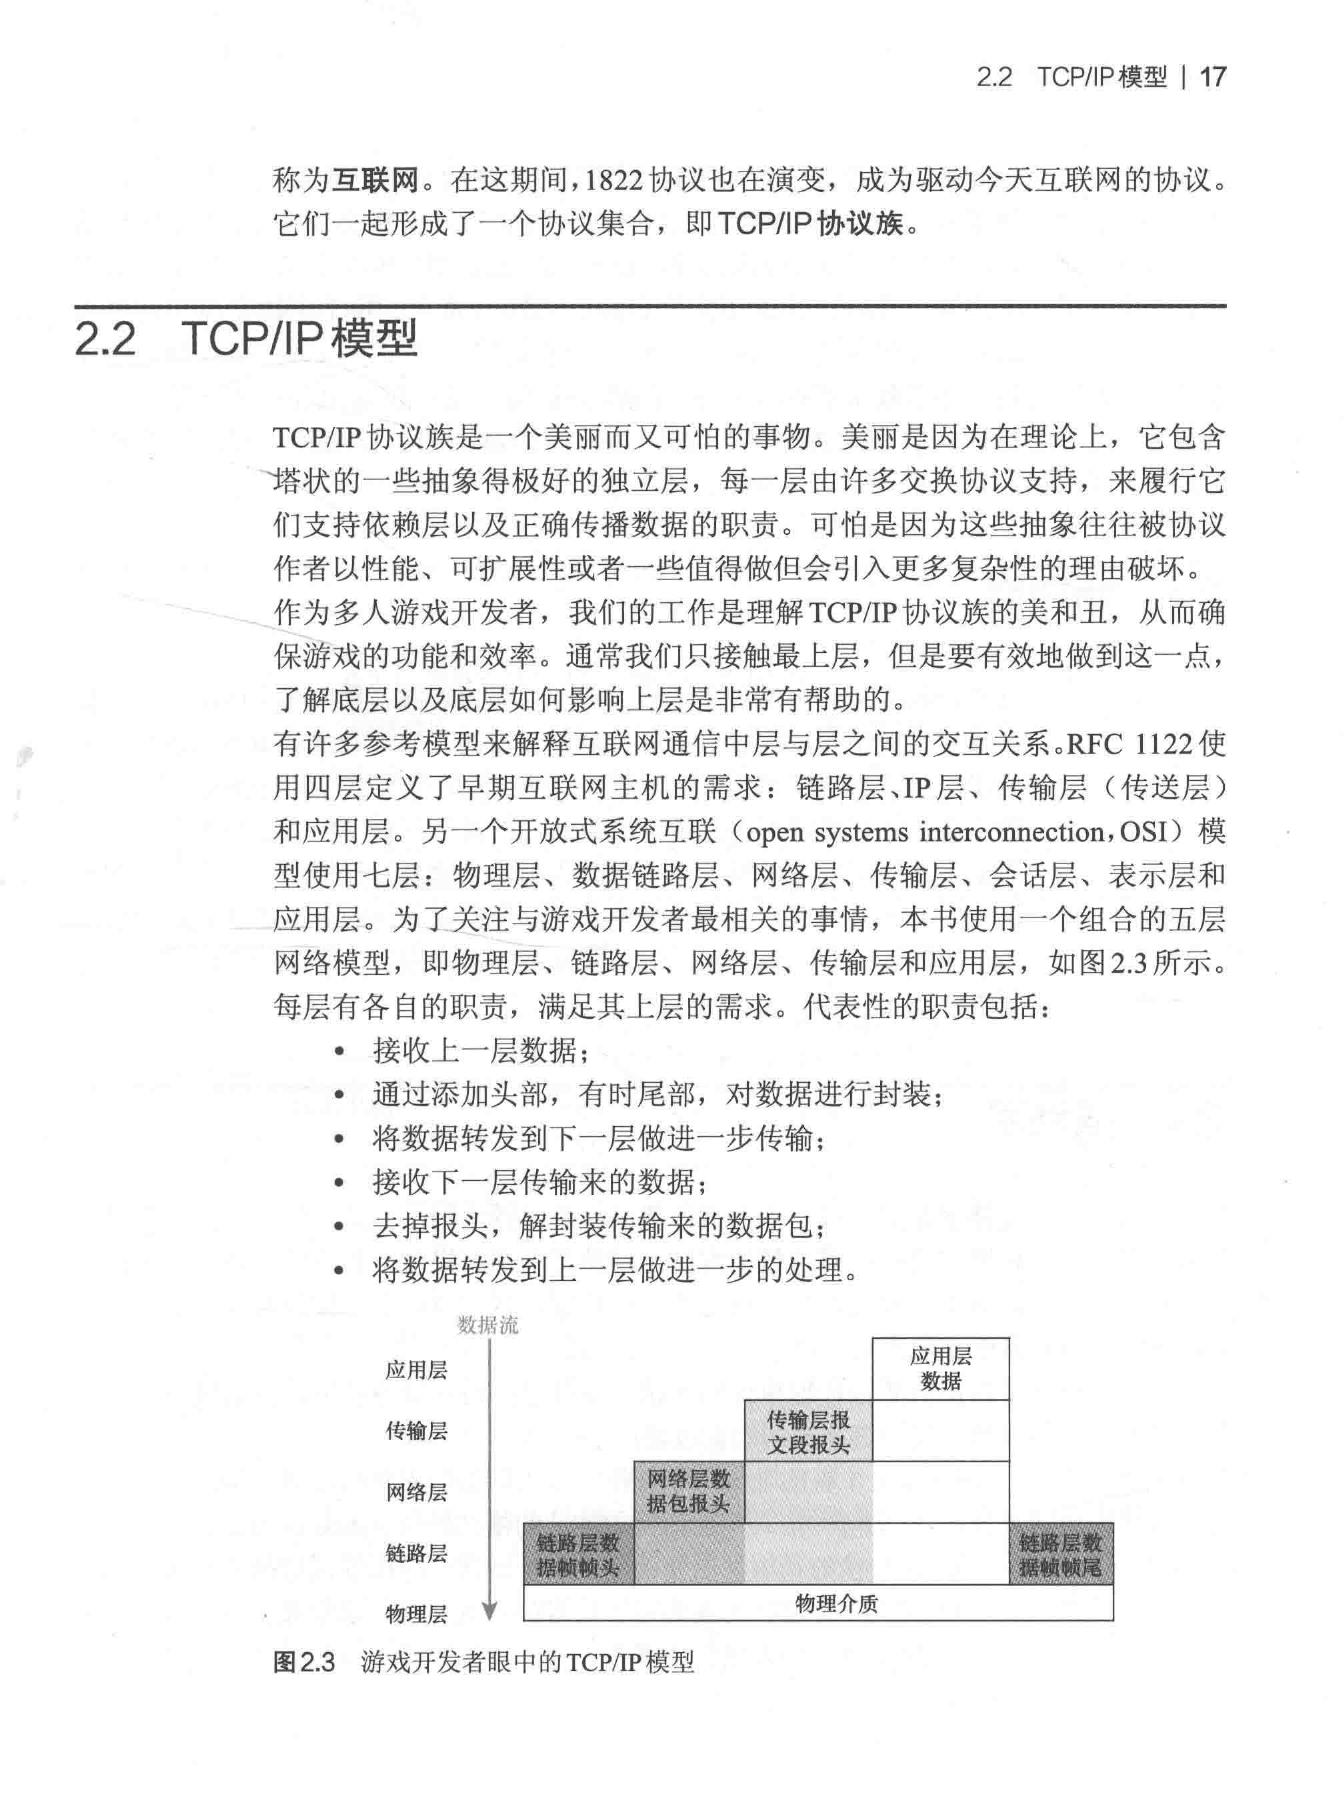 2.2 TCP/IP模型 | 17
称为互联网。在这期间，1822协议也在演变，成为驱动今天互联网的协议。
它们一起形成了一个协议集合，即TCP/IP协议族。
2.2 TCP/IP模型
TCP/IP协议族是一个美丽而又可怕的事物。美丽是因为在理论上，它包含
塔状的一些抽象得极好的独立层，每一层由许多交换协议支持，来履行它
们支持依赖层以及正确传播数据的职责。可怕是因为这些抽象往往被协议
作者以性能、可扩展性或者一些值得做但会引入更多复杂性的理由破坏。
作为多人游戏开发者，我们的工作是理解TCP/IP协议族的美和丑，从而确
保游戏的功能和效率。通常我们只接触最上层，但是要有效地做到这一点，
了解底层以及底层如何影响上层是非常有帮助的。
有许多参考模型来解释互联网通信中层与层之间的交互关系。RFC 1122使
用四层定义了早期互联网主机的需求：链路层、IP层、传输层（传送层）
和应用层。另一个开放式系统互联（open systems interconnection，OSI）模
型使用七层：物理层、数据链路层、网络层、传输层、会话层、表示层和
应用层。为了关注与游戏开发者最相关的事情，本书使用一个组合的五层
网络模型，即物理层、链路层、网络层、传输层和应用层，如图2.3所示。
每层有各自的职责，满足其上层的需求。代表性的职责包括：
• 接收上一层数据；
• 通过添加头部，有时尾部，对数据进行封装；
• 将数据转发到下一层做进一步传输；
• 接收下一层传输来的数据；
• 去掉报头，解封装传输来的数据包；
• 将数据转发到上一层做进一步的处理。
数据流
应用层
应用层
数据
传输层
传输层报
文段报头
网络层
网络层数
据包报头
链路层
链路层数
据帧帧头
链路层数
据帧帧尾
物理层
物理介质
图2.3 游戏开发者眼中的TCP/IP模型